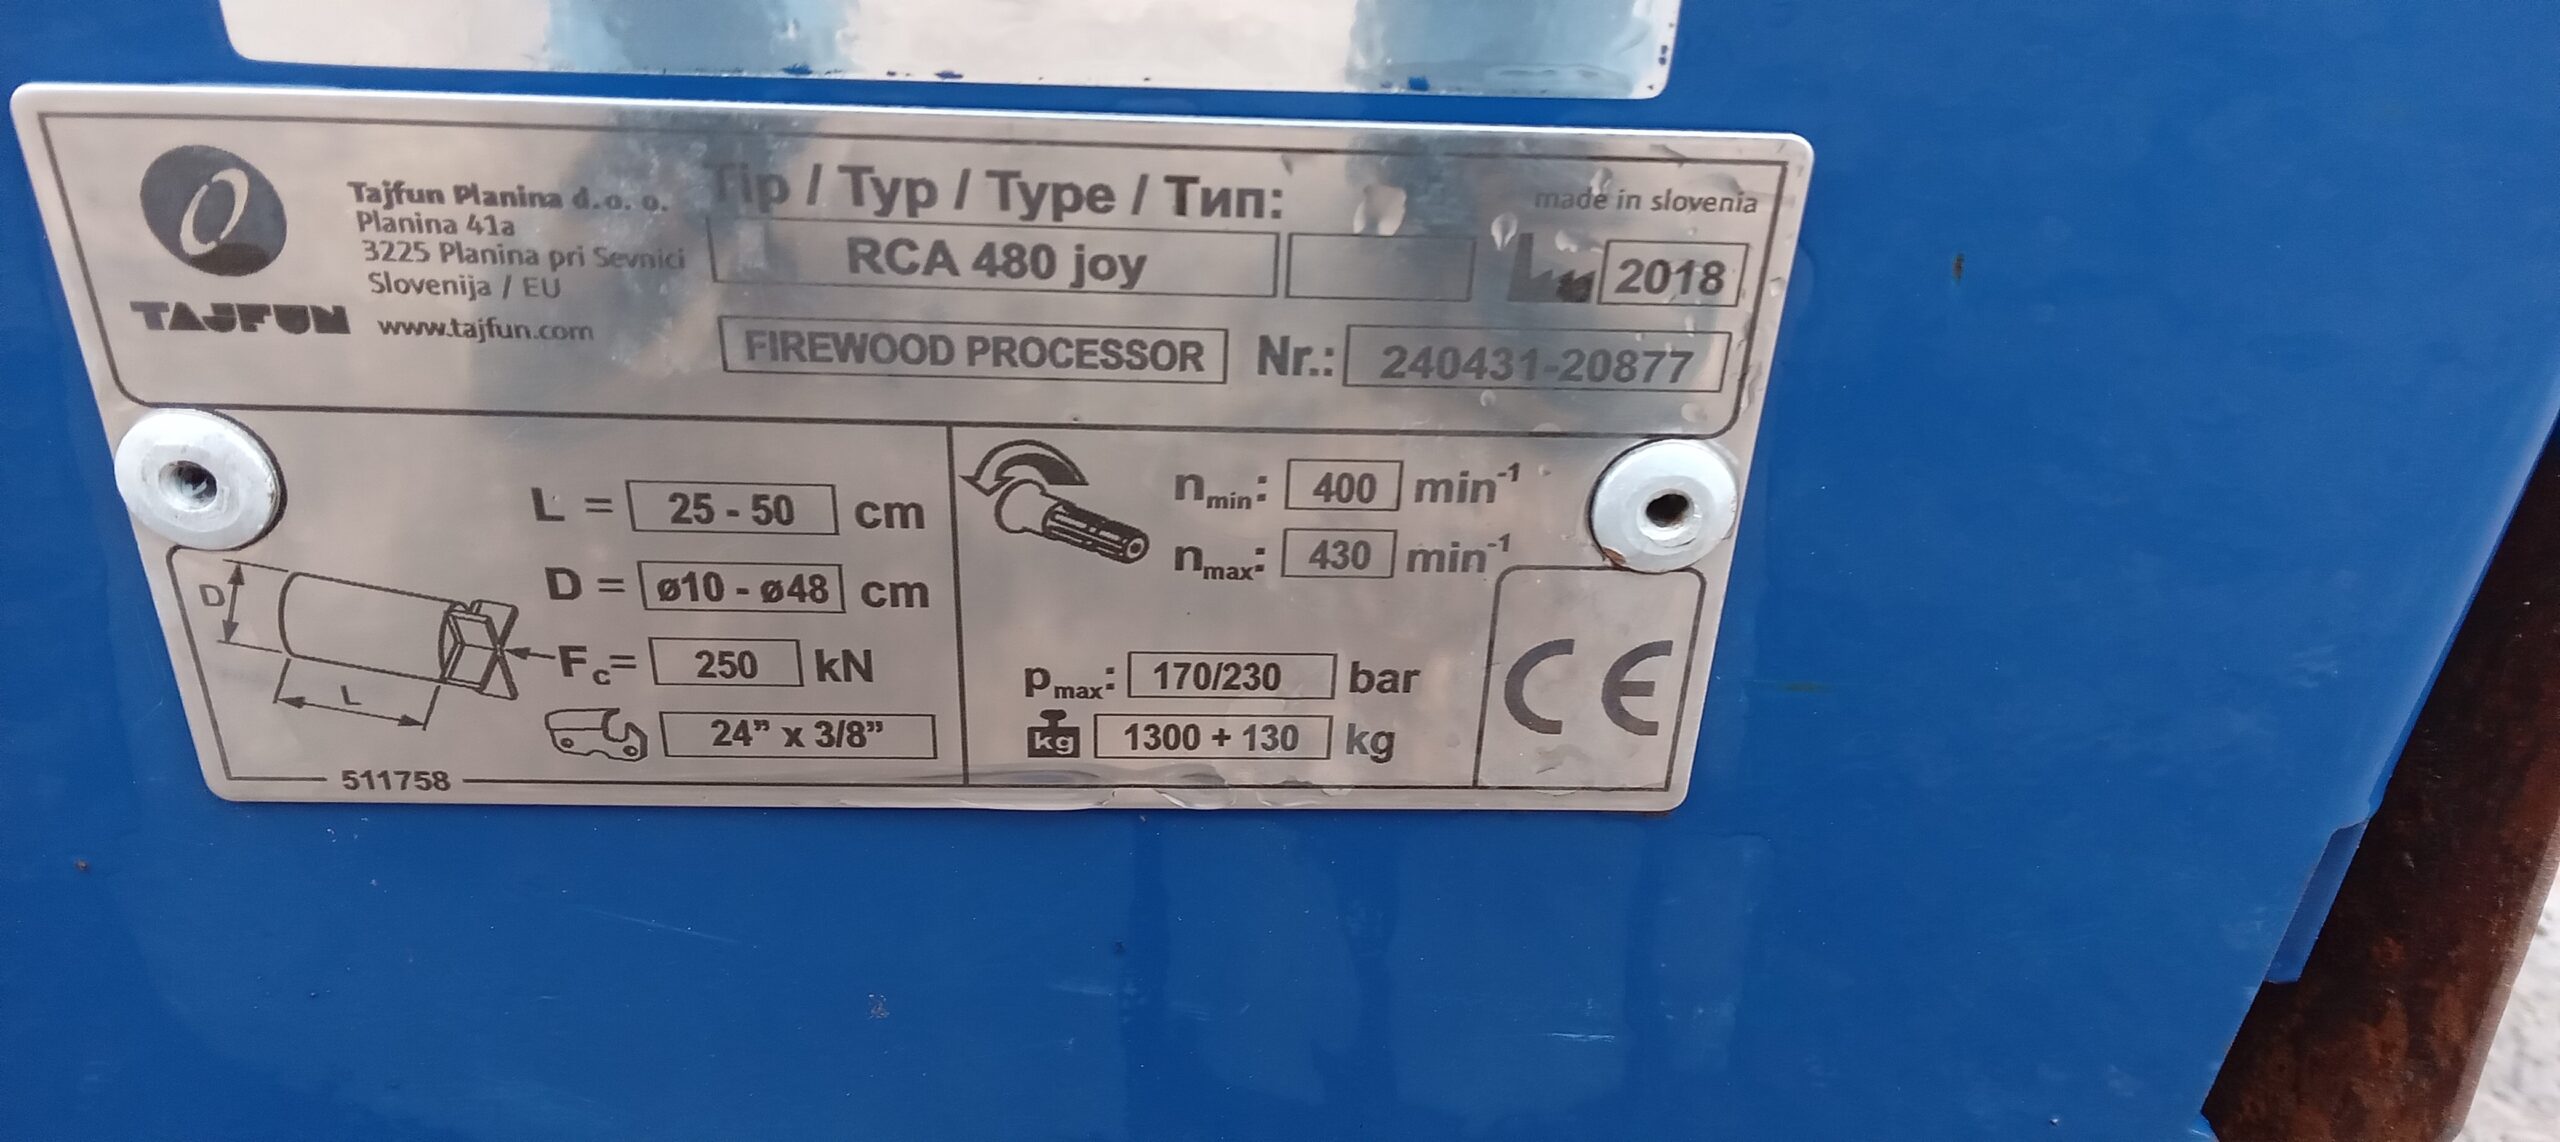 Tajfun Planina d.o.o.
Planina 41a
3225 Planina pri Sevnici
Slovenija / EU
www.tajfun.com
TAJFUN
Tip / Typ / Type / Тип:
RCA 480 joy
made in slovenia
2018
FIREWOOD PROCESSOR
Nr.: 240431-20877
L = 25 - 50 cm
D = ø10 - ø48 cm
Fc= 250 kN
24” x 3/8”
D
L
511758
nmin: 400 min-1
nmax: 430 min-1
pmax: 170/230 bar
kg 1300 + 130 kg
CE